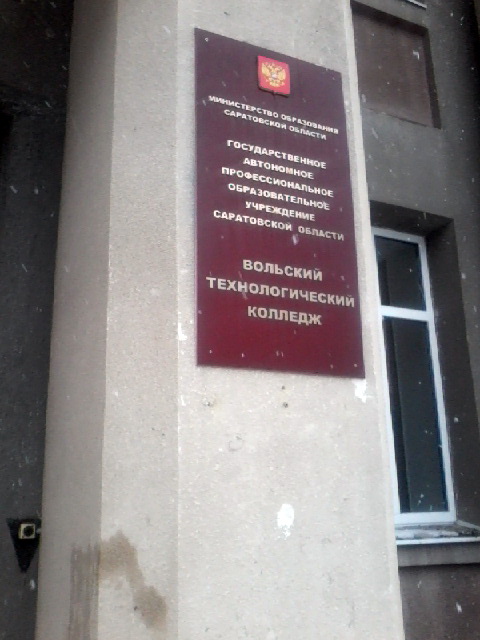 МИНИСТЕРСТВО ОБРАЗОВАНИЯ
САРАТОВСКОЙ ОБЛАСТИ
ГОСУДАРСТВЕННОЕ
АВТОНОМНОЕ
ПРОФЕССИОНАЛЬНОЕ
ОБРАЗОВАТЕЛЬНОЕ
УЧРЕЖДЕНИЕ
САРАТОВСКОЙ ОБЛАСТИ
ВОЛЬСКИЙ
ТЕХНОЛОГИЧЕСКИЙ
КОЛЛЕДЖ